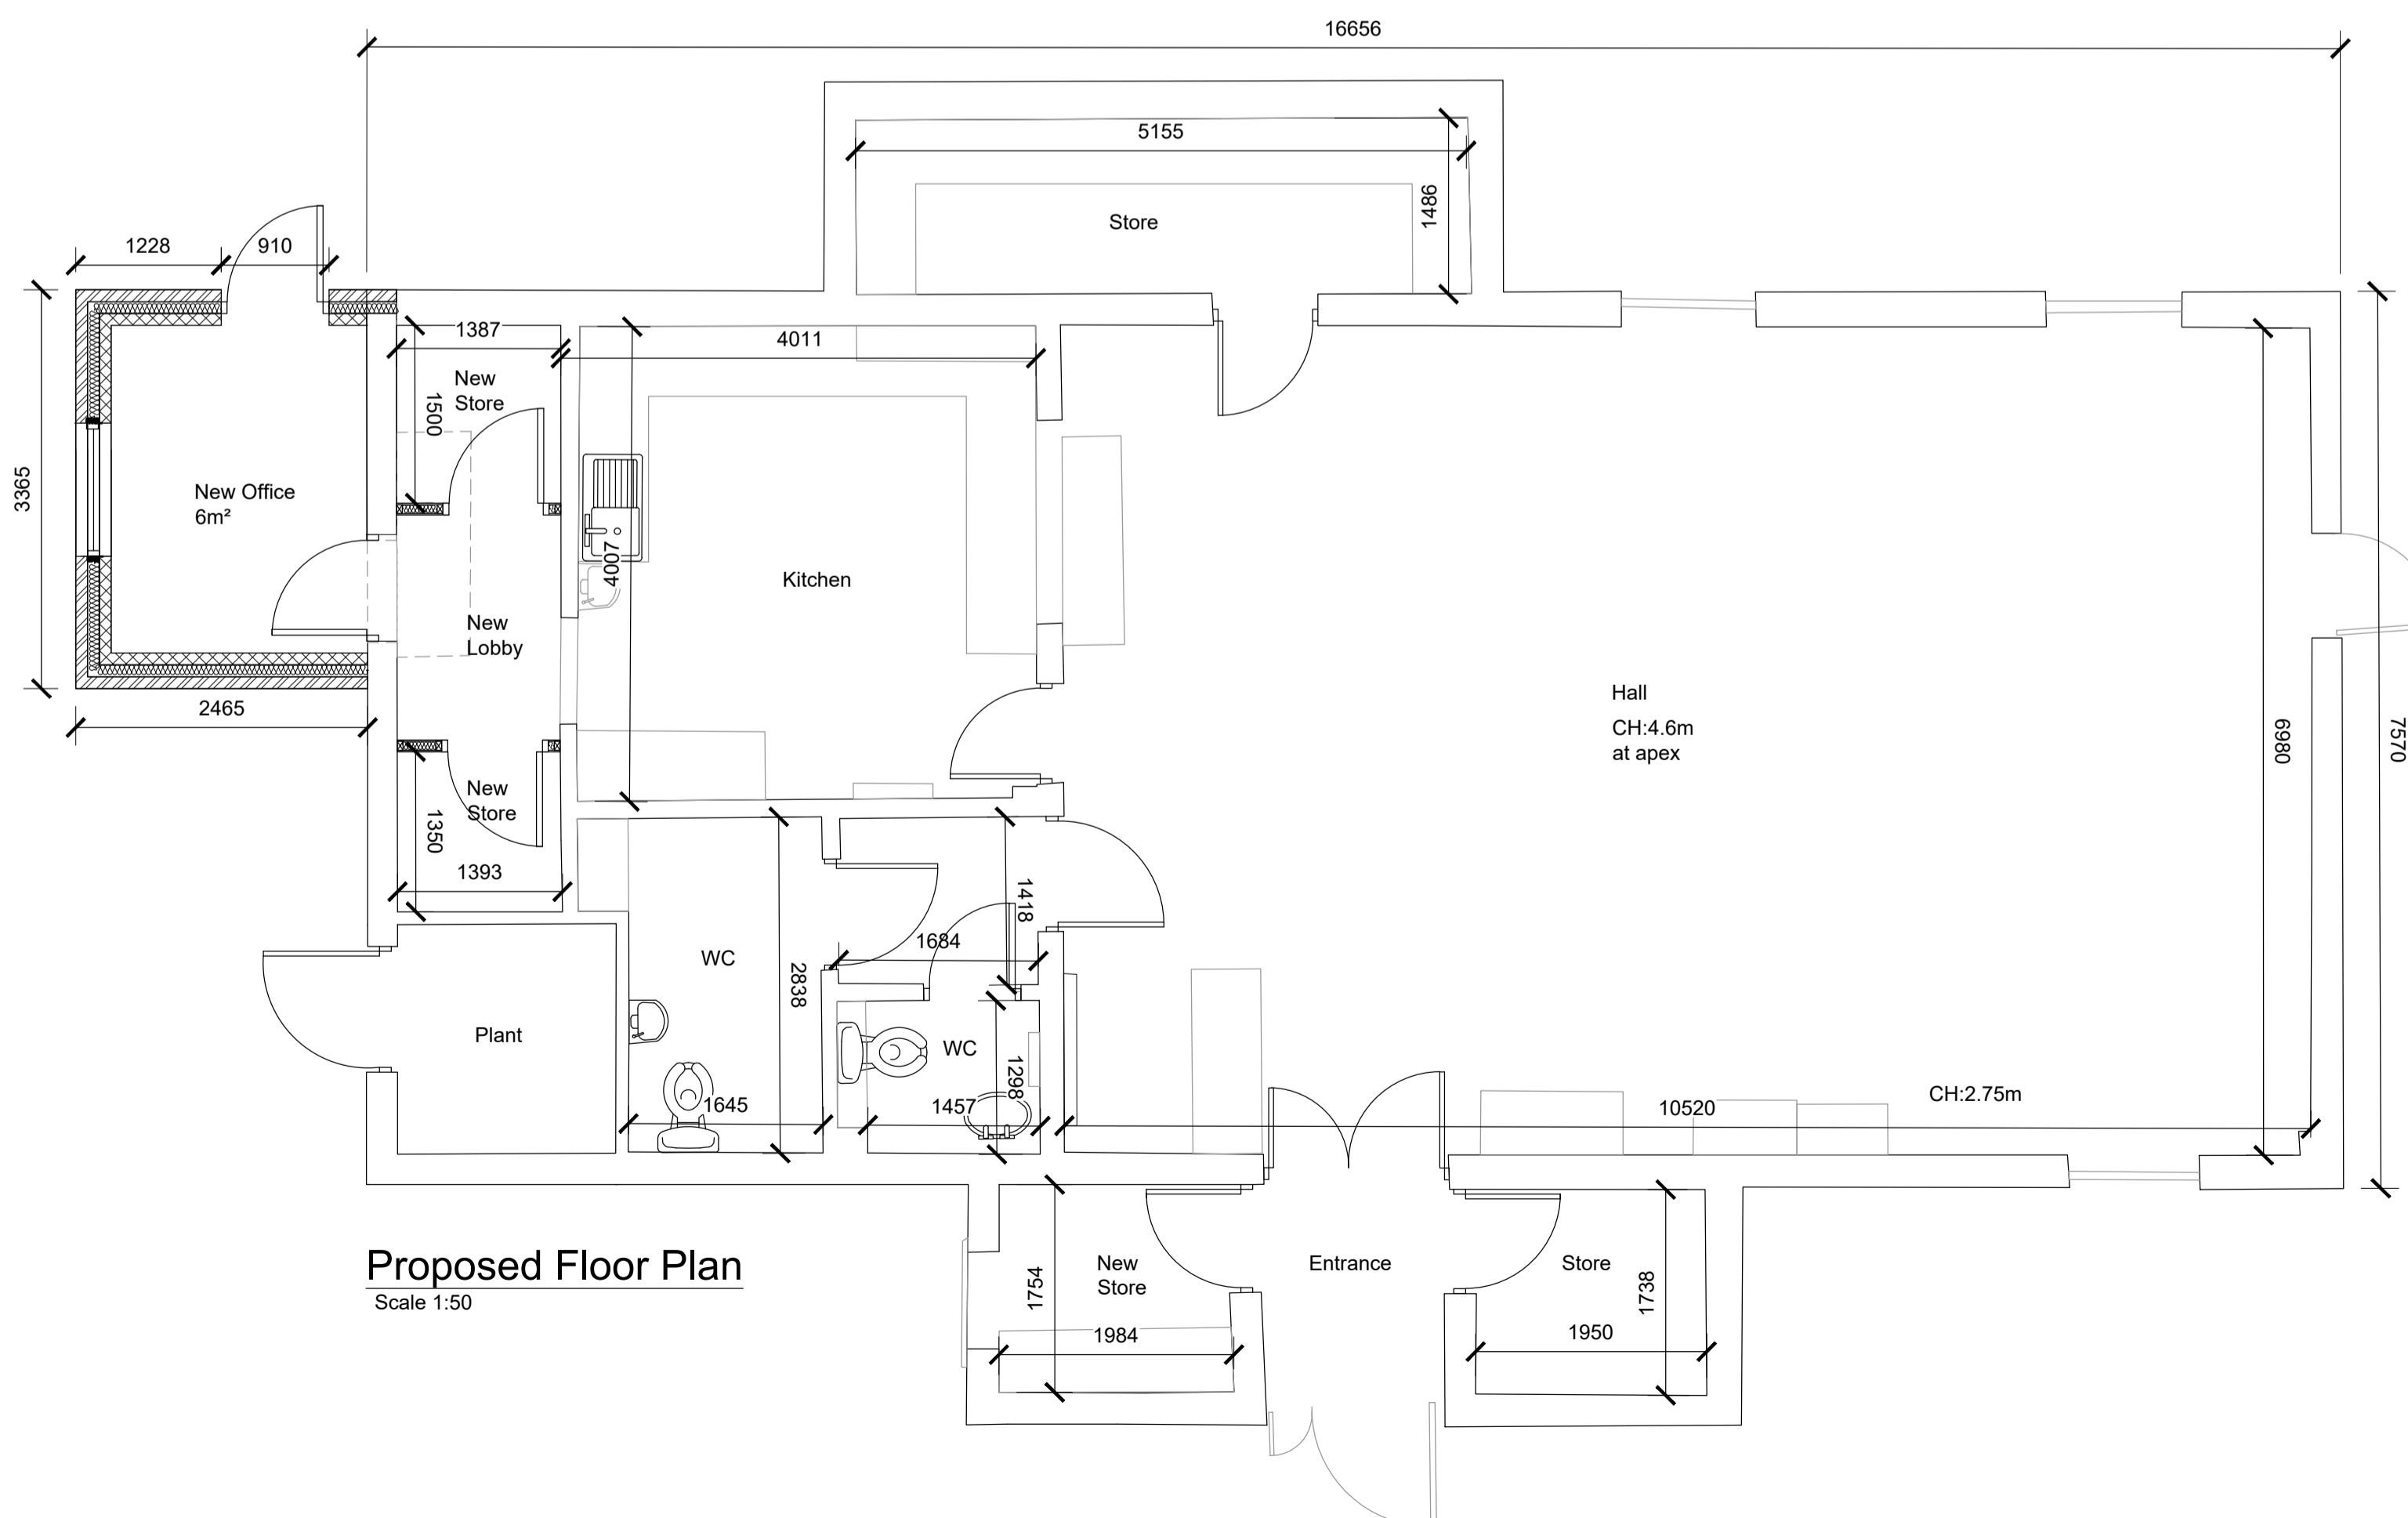 16656
5155
1486
Store
1228
910
1387
4011
New
Store
1500
3365
New Office
6m²
4007
Kitchen
New
Lobby
2465
Hall
CH:4.6m
at apex
6980
7570
New
Store
1350
1393
1418
1684
WC
2838
Plant
WC
1298
1645
1457
CH:2.75m
10520
Proposed Floor Plan
Scale 1:50
New
Store
1754
1984
Entrance
Store
1738
1950